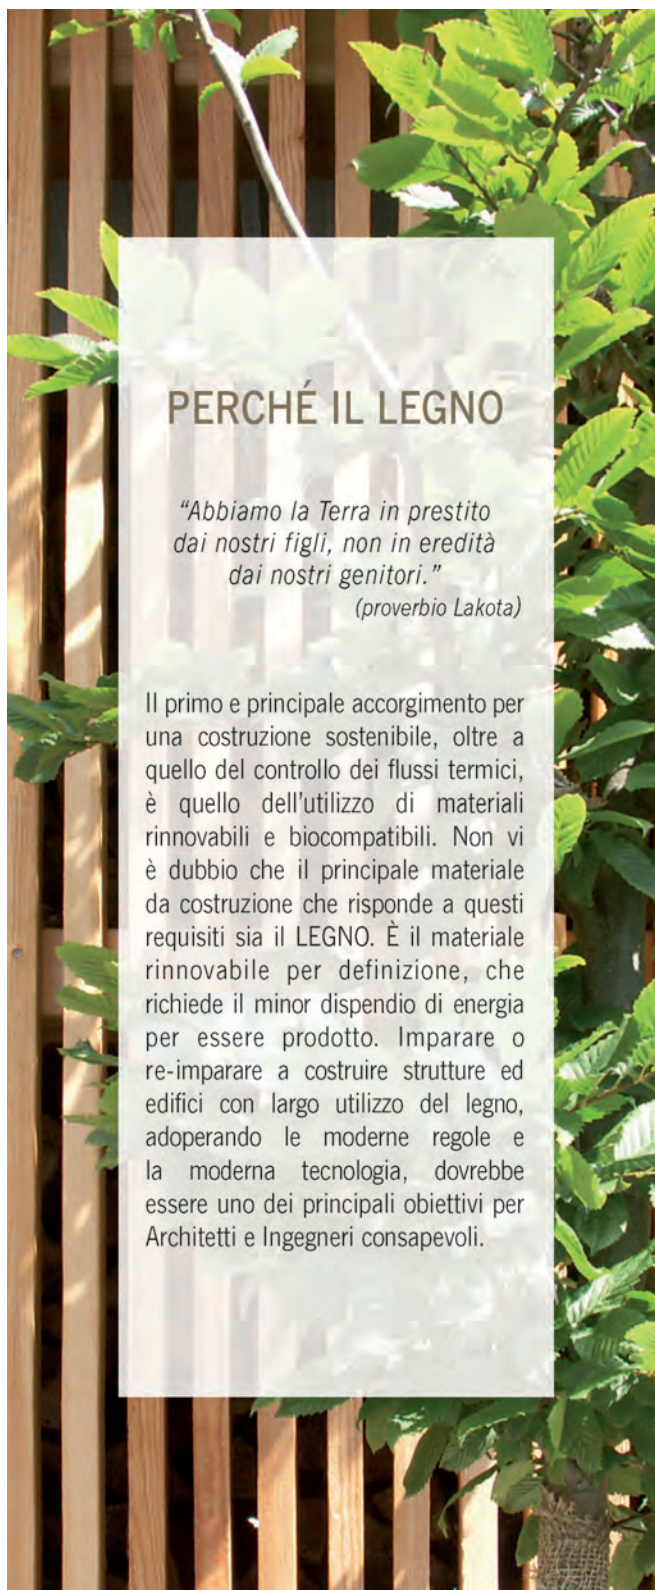 PERCHÉ IL LEGNO
“Abbiamo la Terra in prestito
dai nostri figli, non in eredità
dai nostri genitori.”
(proverbio Lakota)
Il primo e principale accorgimento per
una costruzione sostenibile, oltre a
quello del controllo dei flussi termici,
è quello dell’utilizzo di materiali
rinnovabili e biocompatibili. Non vi
è dubbio che il principale materiale
da costruzione che risponde a questi
requisiti sia il LEGNO. È il materiale
rinnovabile per definizione, che
richiede il minor dispendio di energia
per essere prodotto. Imparare o
re-imparare a costruire strutture ed
edifici con largo utilizzo del legno,
adoperando le moderne regole e
la moderna tecnologia, dovrebbe
essere uno dei principali obiettivi per
Architetti e Ingegneri consapevoli.